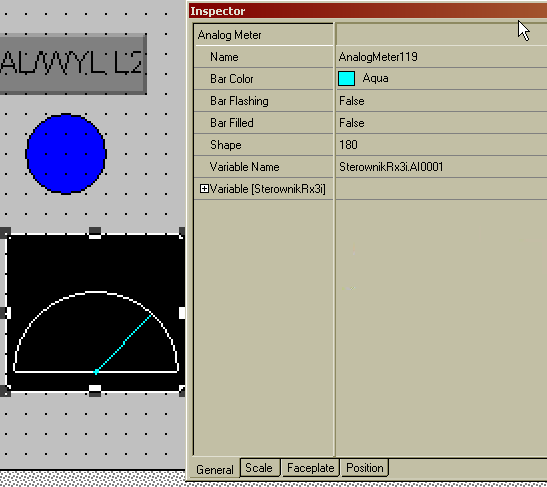 AL/WYL L2
Inspector
Analog Meter
Name AnalogMeter119
Bar Color Aqua
Bar Flashing False
Bar Filled False
Shape 180
Variable Name SterownikRx3i.AI0001
Variable [SterownikRx3i]
General Scale Faceplate Position